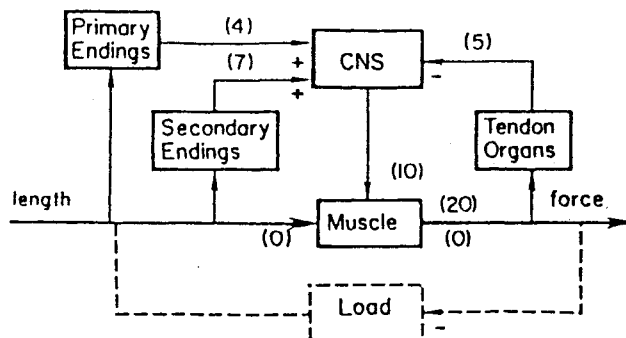 Primary
Endings
(4)
+
(7)
+
CNS
(5)
-
Secondary
Endings
Tendon
Organs
(10)
length
(0)
Muscle
(20)
(0)
force
Load
-